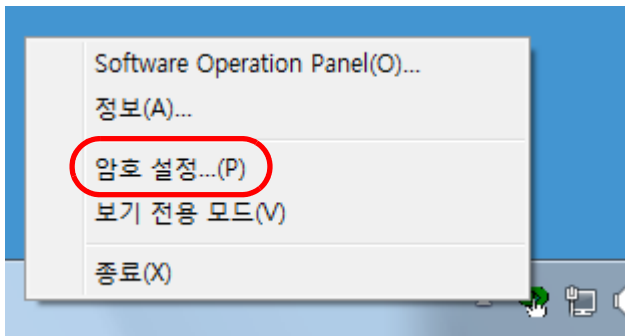 Software Operation Panel(O)...
정보(A)...
암호 설정...(P)
보기 전용 모드(V)
종료(X)